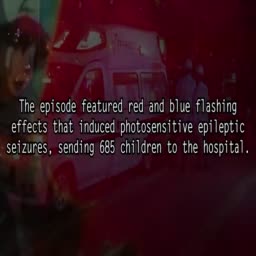 The episode featured red and blue flashing
effects that induced photosensitive epileptic
seizures, sending 685 children to the hospital.